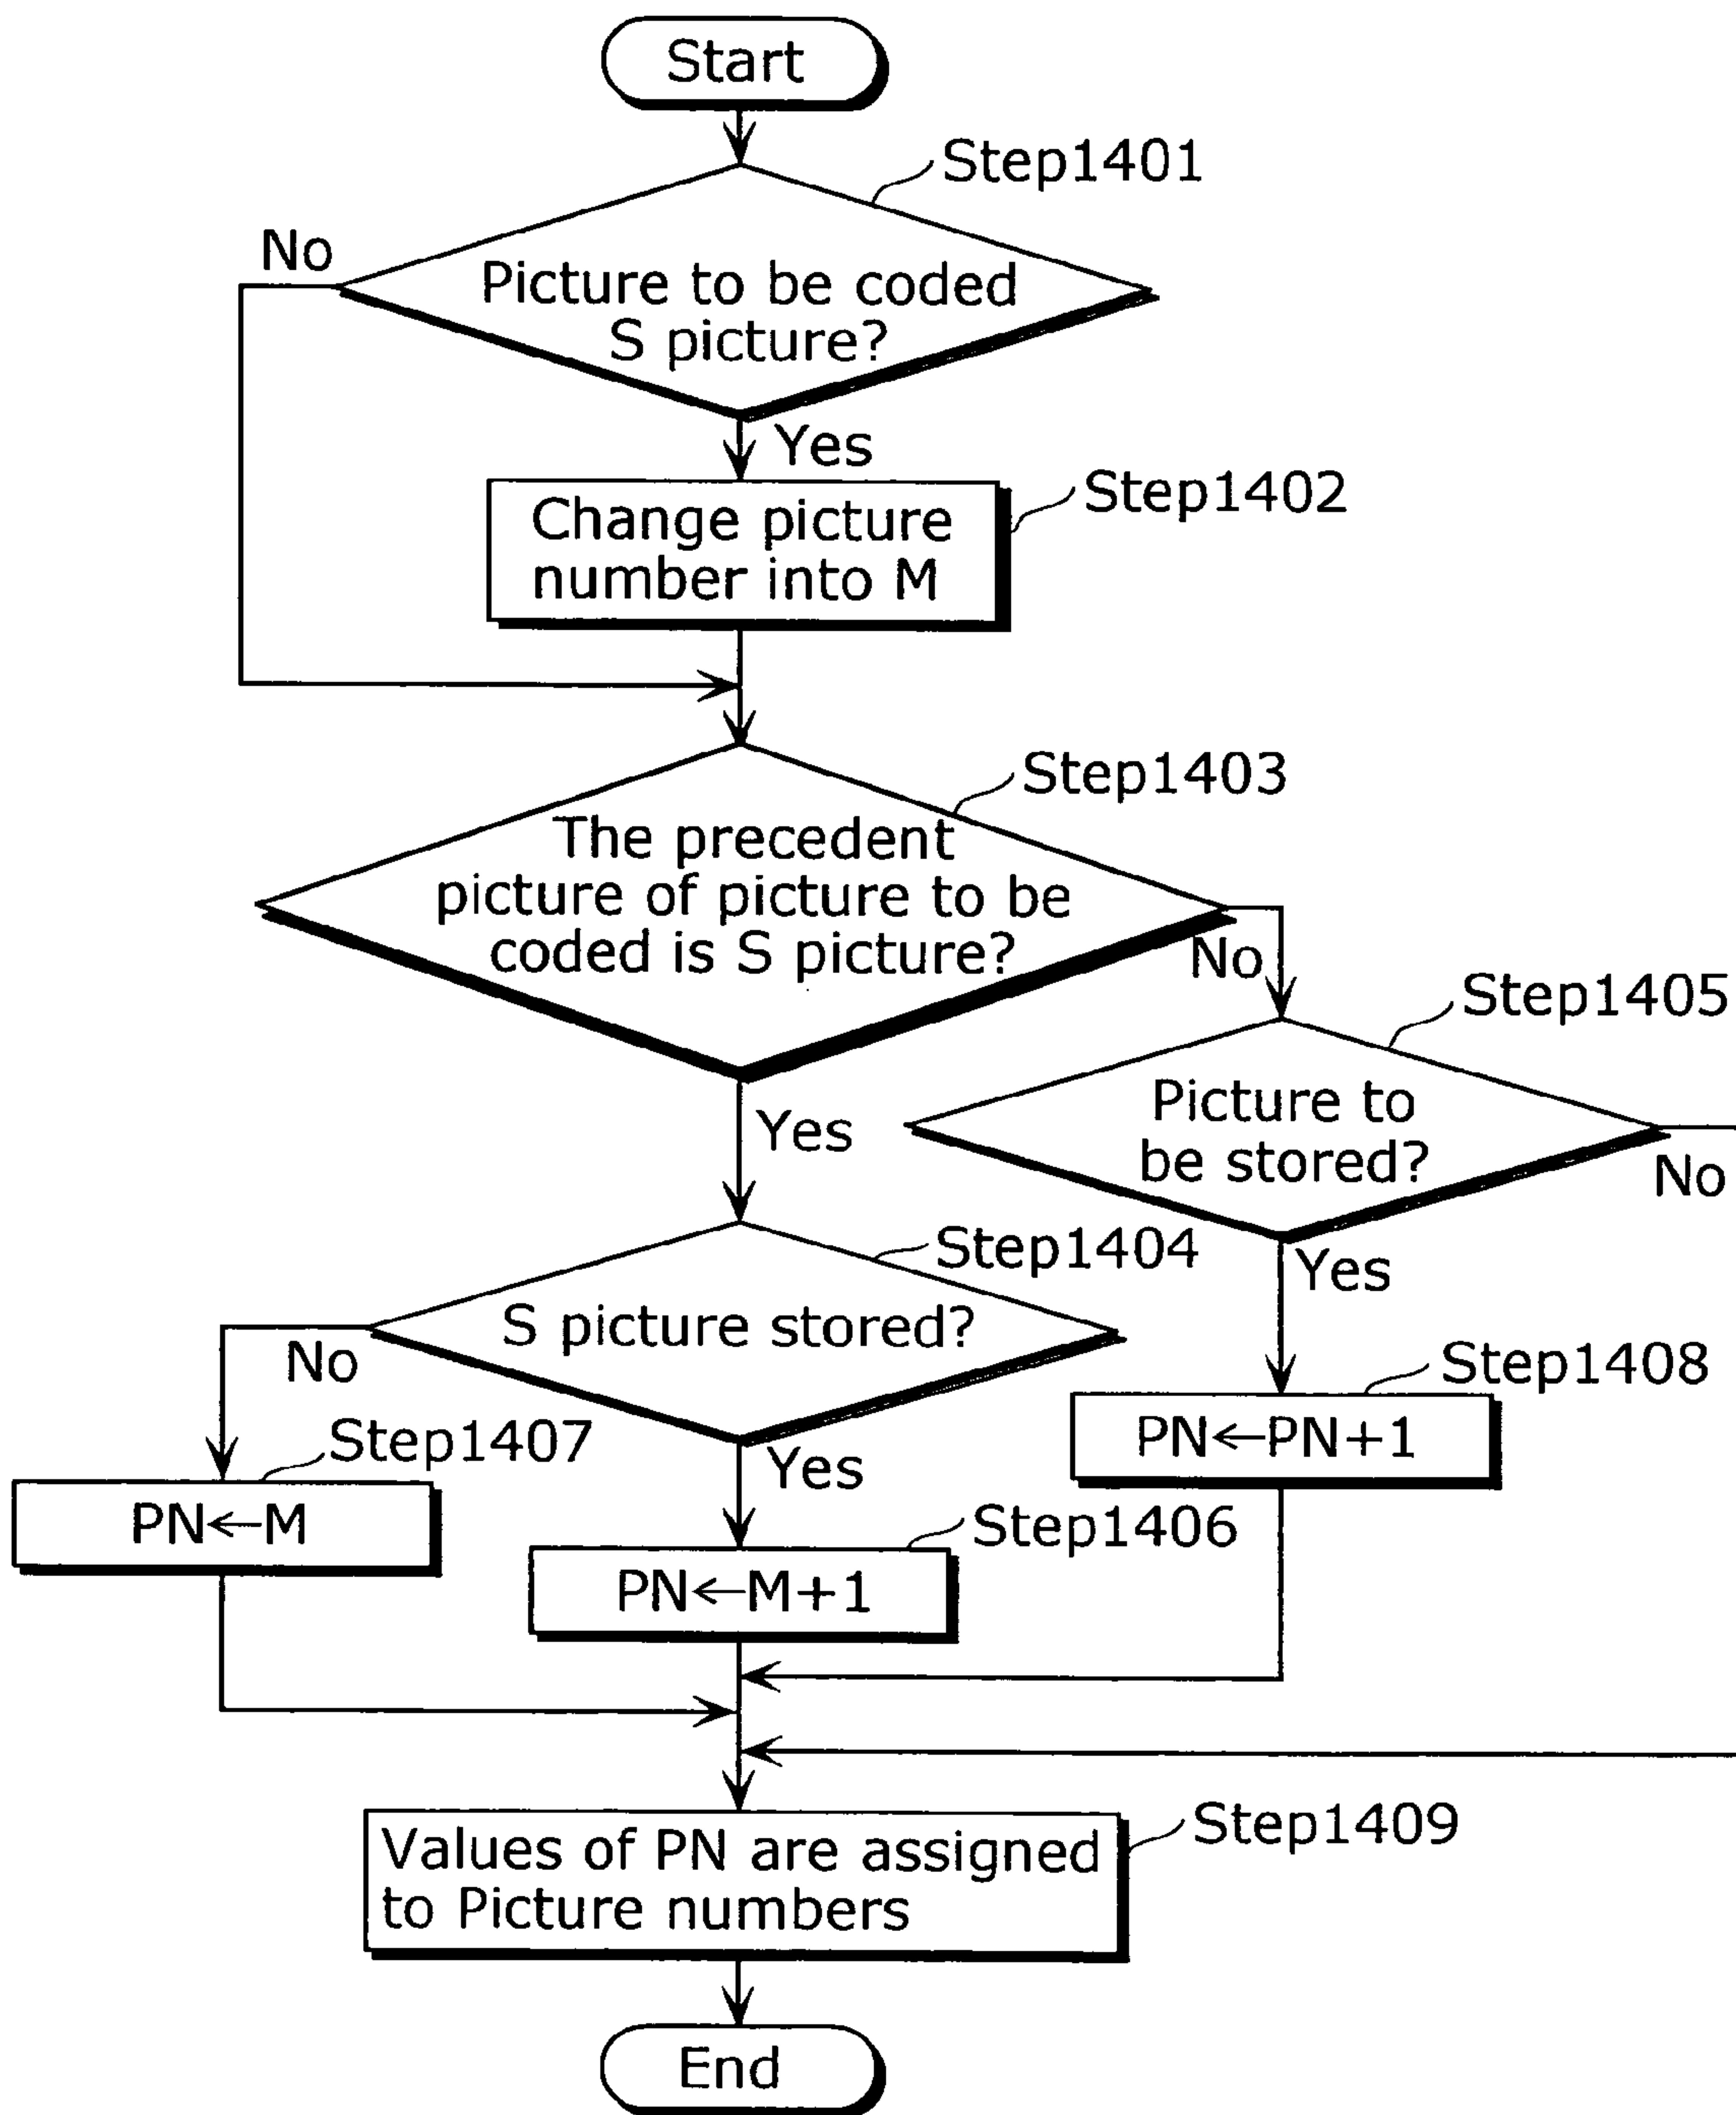 Start
Step1401
No
Picture to be coded
S picture?
Yes
Step1402
Change picture
number into M
Step1403
The precedent
picture of picture to be
coded is S picture?
No
Step1405
Picture to
be stored?
Yes
No
Step1404
Yes
S picture stored?
No
Step1408
PN←PN+1
Step1407
Yes
PN←M
Step1406
PN←M+1
Step1409
Values of PN are assigned
to Picture numbers
End